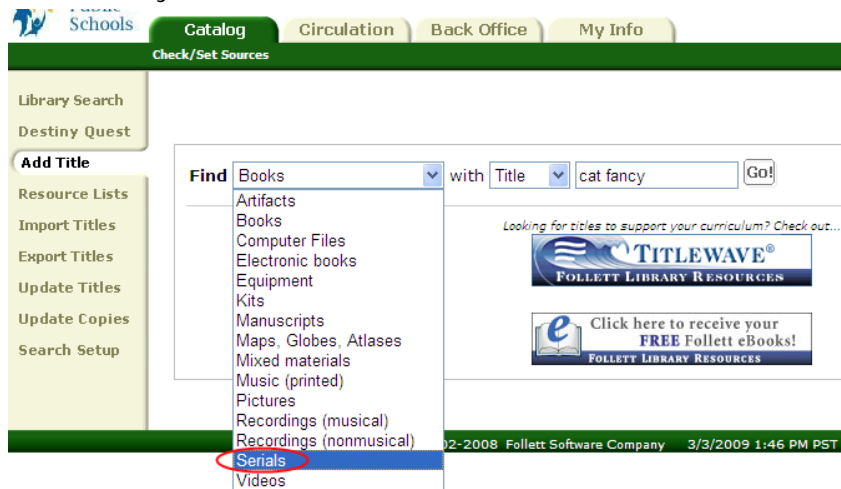 Schools
Catalog Circulation Back Office My Info
Check/Set Sources
Library Search
Destiny Quest
Add Title
Resource Lists
Import Titles
Export Titles
Update Titles
Update Copies
Search Setup
Find Books with Title cat fancy Go!
Artifacts
Books
Computer Files
Electronic books
Equipment
Kits
Manuscripts
Maps, Globes, Atlases
Mixed materials
Music (printed)
Pictures
Recordings (musical)
Recordings (nonmusical)
Serials
Videos
Looking for titles to support your curriculum? Check out...
TITLEWAVE®
FOLLETT LIBRARY RESOURCES
e
Click here to receive your
FREE Follett eBooks!
FOLLETT LIBRARY RESOURCES
02-2008 Follett Software Company 3/3/2009 1:46 PM PST